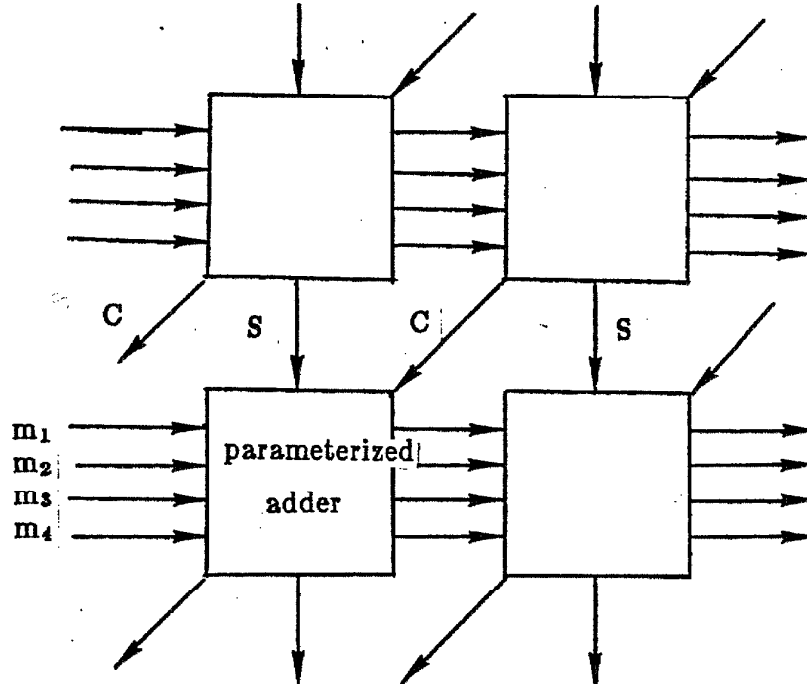 C
S
C
S
m₁
m₂
m₃
m₄
parameterized
adder